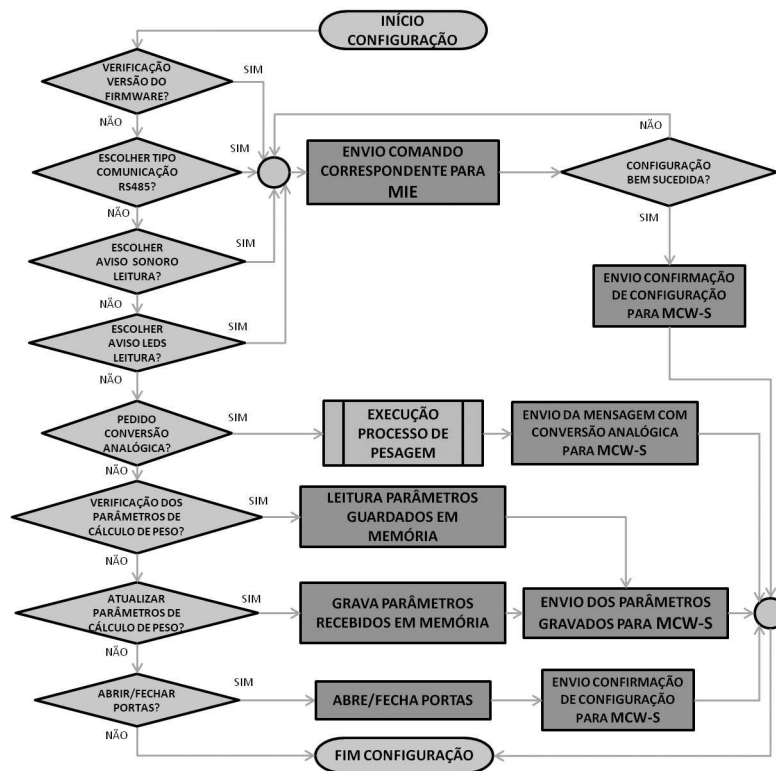 INÍCIO
CONFIGURAÇÃO
VERIFICAÇÃO
VERSÃO DO
FIRMWARE?
SIM
NÃO
ESCOLHER TIPO
COMUNICAÇÃO
RS485?
SIM
ENVIO COMANDO
CORRESPONDENTE PARA
MIE
NÃO
CONFIGURAÇÃO
BEM SUCEDIDA?
SIM
NÃO
ESCOLHER
AVISO SONORO
LEITURA?
SIM
ENVIO CONFIRMAÇÃO
DE CONFIGURAÇÃO
PARA MCW-S
NÃO
ESCOLHER
AVISO LEDS
LEITURA?
SIM
NÃO
PEDIDO
CONVERSÃO
ANALÓGICA?
SIM
EXECUÇÃO
PROCESSO DE
PESAGEM
ENVIO DA MENSAGEM COM
CONVERSÃO ANALÓGICA
PARA MCW-S
NÃO
VERIFICAÇÃO DOS
PARÂMETROS DE
CÁLCULO DE PESO?
SIM
LEITURA PARÂMETROS
GUARDADOS EM
MEMÓRIA
NÃO
ATUALIZAR
PARÂMETROS DE
CÁLCULO DE PESO?
SIM
GRAVA PARÂMETROS
RECEBIDOS EM MEMÓRIA
ENVIO DOS PARÂMETROS
GRAVADOS PARA MCW-S
NÃO
ABRIR/FECHAR
PORTAS?
SIM
ABRE/FECHA PORTAS
ENVIO CONFIRMAÇÃO
DE CONFIGURAÇÃO
PARA MCW-S
NÃO
FIM CONFIGURAÇÃO